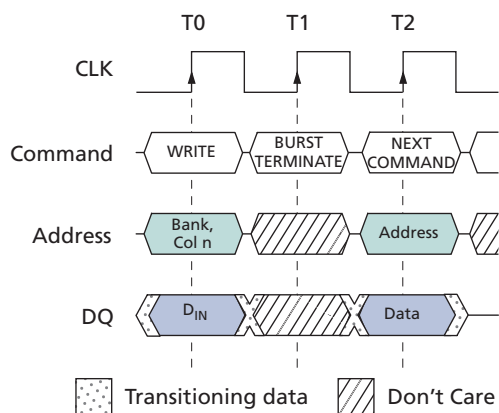 T0 T1 T2
CLK
Command WRITE BURST TERMINATE NEXT COMMAND
Address Bank, Col n Address
DQ DIN Data
Transitioning data Don't Care